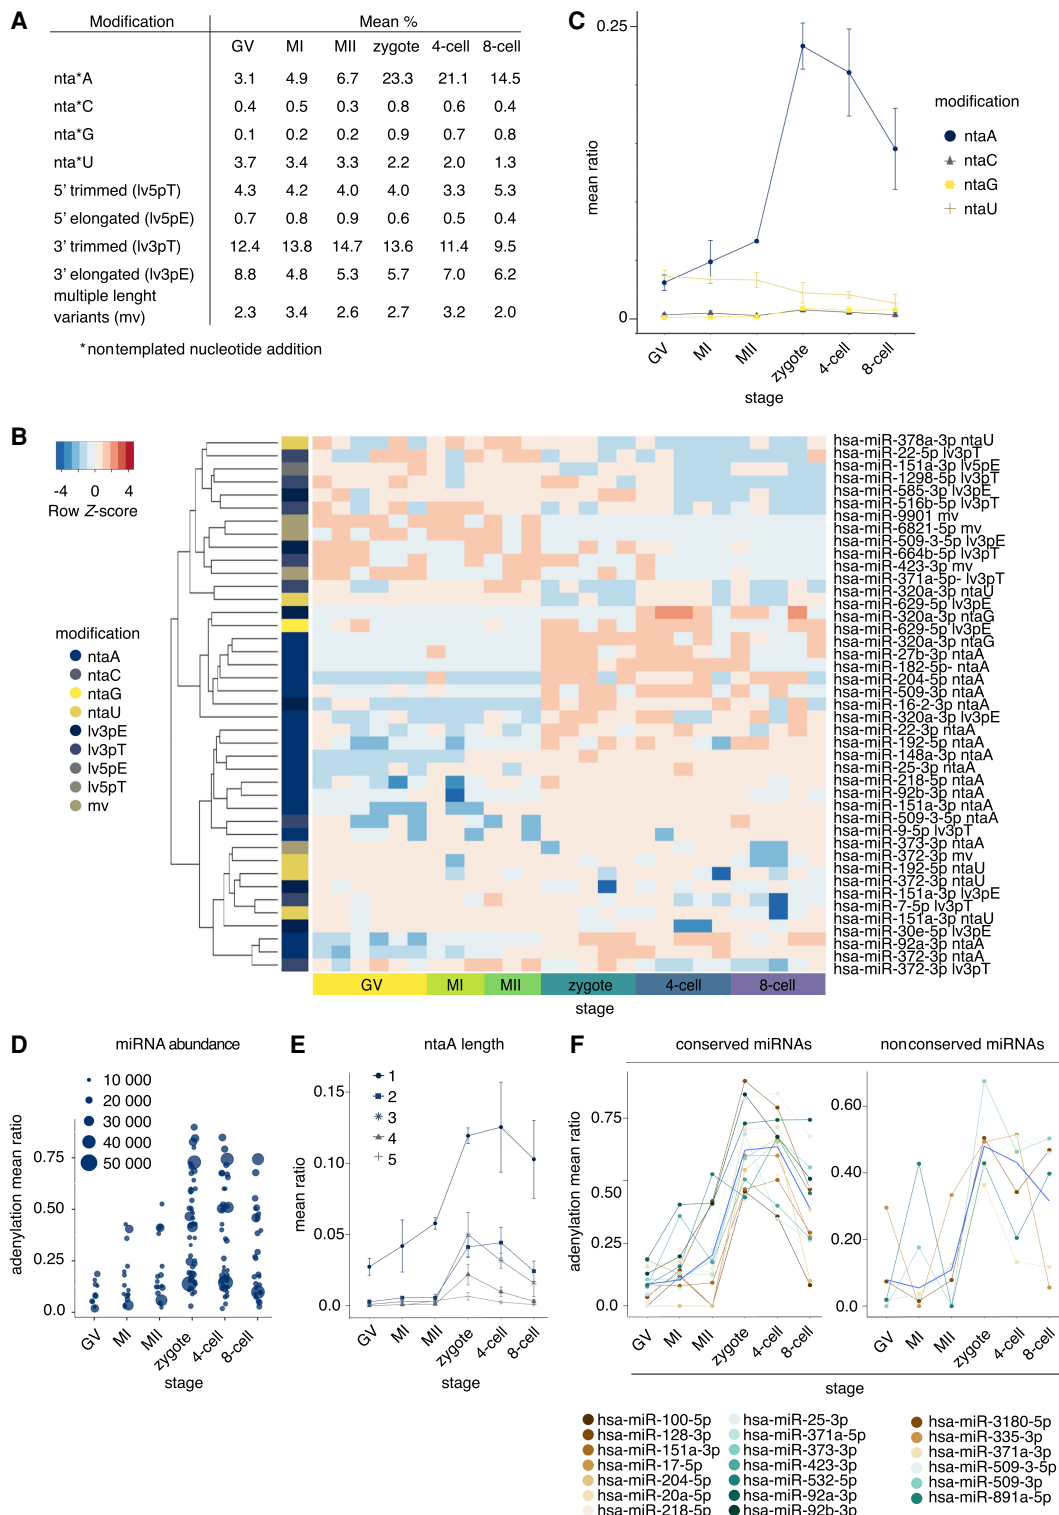 A
Modification Mean %
GV MI MII zygote 4-cell 8-cell
nta*A 3.1 4.9 6.7 23.3 21.1 14.5
nta*C 0.4 0.5 0.3 0.8 0.6 0.4
nta*G 0.1 0.2 0.2 0.9 0.7 0.8
nta*U 3.7 3.4 3.3 2.2 2.0 1.3
5’ trimmed (lv5pT) 4.3 4.2 4.0 4.0 3.3 5.3
5’ elongated (lv5pE) 0.7 0.8 0.9 0.6 0.5 0.4
3’ trimmed (lv3pT) 12.4 13.8 14.7 13.6 11.4 9.5
3’ elongated (lv3pE) 8.8 4.8 5.3 5.7 7.0 6.2
multiple lenght
variants (mv) 2.3 3.4 2.6 2.7 3.2 2.0
*nontemplated nucleotide addition
C
0.25
0
mean ratio
GV MI MII zygote 4-cell 8-cell
stage
modification
ntaA
ntaC
ntaG
ntaU
B
-4 0 4
Row Z-score
modification
ntaA
ntaC
ntaG
ntaU
lv3pE
lv3pT
lv5pE
lv5pT
mv
hsa-miR-378a-3p ntaU
hsa-miR-22-5p lv3pT
hsa-miR-151a-3p lv5pE
hsa-miR-1298-5p lv3pT
hsa-miR-585-3p lv3pE
hsa-miR-516b-5p lv3pT
hsa-miR-9901 mv
hsa-miR-6821-5p mv
hsa-miR-509-3-5p lv3pE
hsa-miR-664b-5p lv3pT
hsa-miR-423-3p mv
hsa-miR-371a-5p- lv3pT
hsa-miR-320a-3p ntaU
hsa-miR-629-5p lv3pE
hsa-miR-320a-3p ntaG
hsa-miR-629-5p lv3pE
hsa-miR-320a-3p ntaG
hsa-miR-27b-3p ntaA
hsa-miR-182-5p- ntaA
hsa-miR-204-5p ntaA
hsa-miR-509-3p ntaA
hsa-miR-16-2-3p ntaA
hsa-miR-320a-3p lv3pE
hsa-miR-22-3p ntaA
hsa-miR-192-5p ntaA
hsa-miR-148a-3p ntaA
hsa-miR-25-3p ntaA
hsa-miR-218-5p ntaA
hsa-miR-92b-3p ntaA
hsa-miR-151a-3p ntaA
hsa-miR-509-3-5p ntaA
hsa-miR-9-5p lv3pT
hsa-miR-373-3p ntaA
hsa-miR-372-3p mv
hsa-miR-192-5p ntaU
hsa-miR-372-3p ntaU
hsa-miR-151a-3p lv3pE
hsa-miR-7-5p lv3pT
hsa-miR-151a-3p ntaU
hsa-miR-30e-5p lv3pE
hsa-miR-92a-3p ntaA
hsa-miR-372-3p ntaA
hsa-miR-372-3p lv3pT
GV MI MII zygote 4-cell 8-cell
stage
D
miRNA abundance
10 000
20 000
30 000
40 000
50 000
0.75
0.50
0.25
0.0
adenylation mean ratio
GV MI MII zygote 4-cell 8-cell
stage
E
ntaA length
1
2
3
4
5
0.15
0.10
0.05
0.0
mean ratio
GV MI MII zygote 4-cell 8-cell
stage
F
conserved miRNAs
nonconserved miRNAs
0.75
0.50
0.25
0.0
adenylation mean ratio
GV MI MII zygote 4-cell 8-cell
0.60
0.40
0.20
0.0
GV MI MII zygote 4-cell 8-cell
stage
hsa-miR-100-5p
hsa-miR-128-3p
hsa-miR-151a-3p
hsa-miR-17-5p
hsa-miR-204-5p
hsa-miR-20a-5p
hsa-miR-218-5p
hsa-miR-25-3p
hsa-miR-371a-5p
hsa-miR-373-3p
hsa-miR-423-3p
hsa-miR-532-5p
hsa-miR-92a-3p
hsa-miR-92b-3p
hsa-miR-3180-5p
hsa-miR-335-3p
hsa-miR-371a-3p
hsa-miR-509-3-5p
hsa-miR-509-3p
hsa-miR-891a-5p